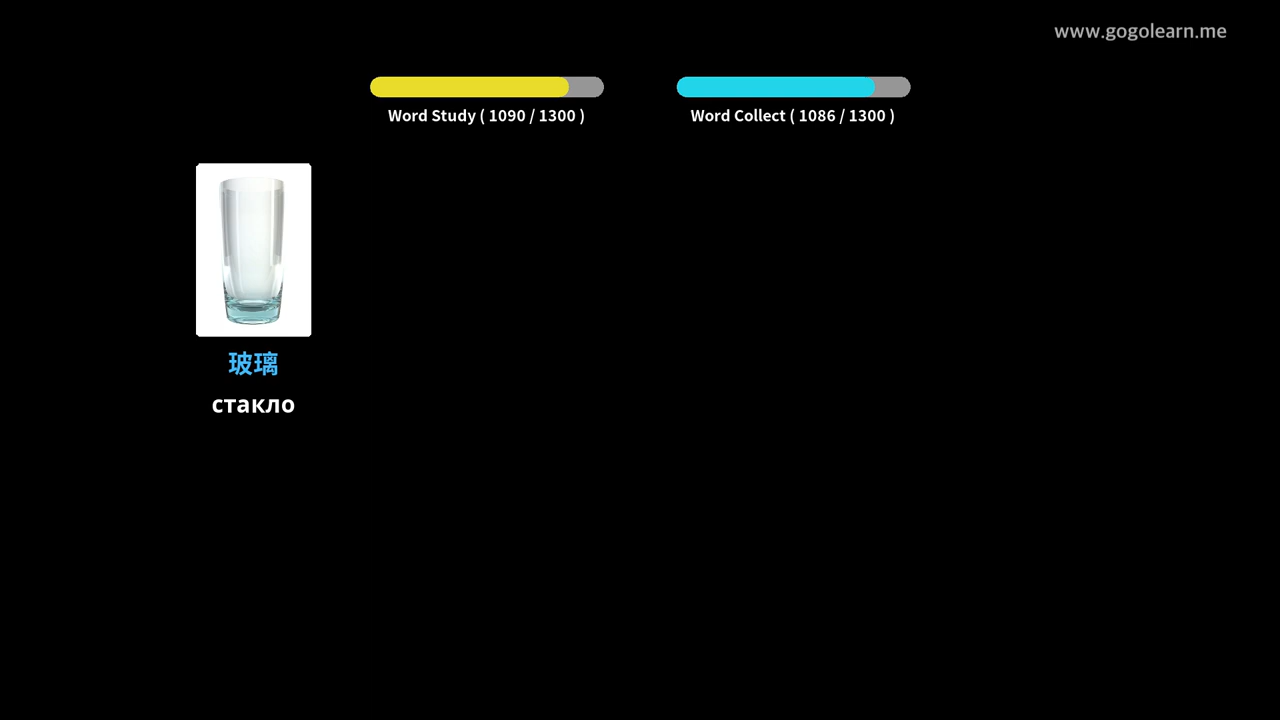 www.gogolearn.me
Word Study ( 1090 / 1300 )
Word Collect ( 1086 / 1300 )
玻璃
стакло